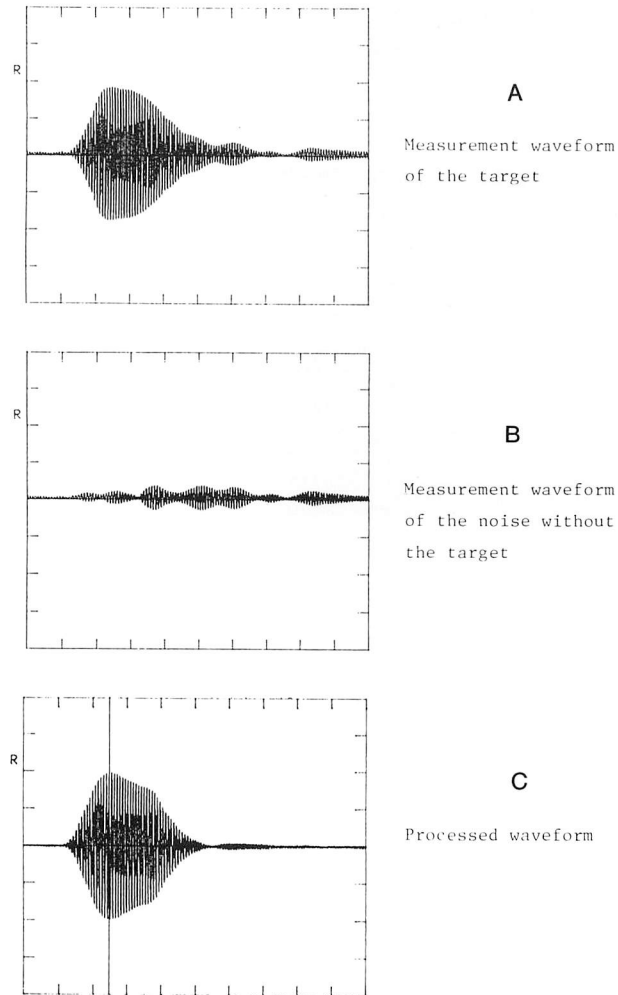 R
A
Measurement waveform
of the target
R
B
Measurement waveform
of the noise without
the target
R
C
Processed waveform